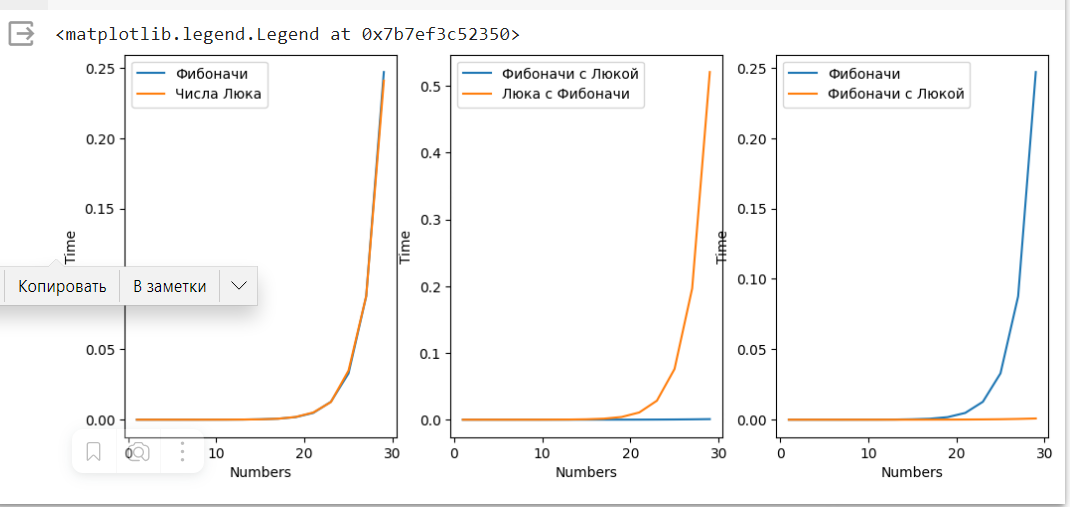 <matplotlib.legend.Legend at 0x7b7ef3c52350>
Фибоначи
Числа Люка
0.25
0.20
0.15
0.05
0.00
Time
0
10
20
30
Numbers
Копировать
В заметки
Фибоначи с Люкой
Люка с Фибоначи
0.5
0.4
0.3
0.2
0.1
0.0
Time
0
10
20
30
Numbers
Фибоначи
Фибоначи с Люкой
0.25
0.20
0.15
0.10
0.05
0.00
Time
0
10
20
30
Numbers